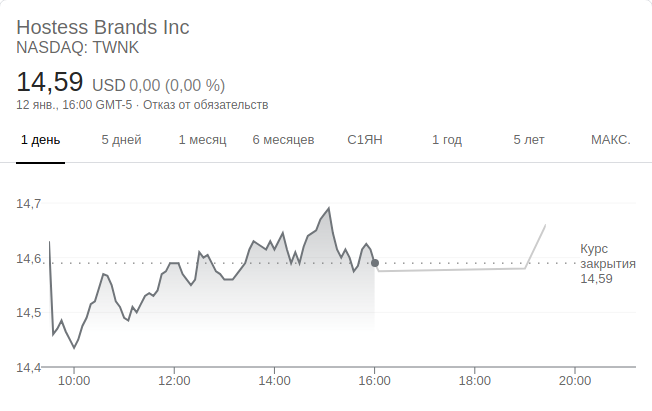 Hostess Brands Inc
NASDAQ: TWNK
14,59 USD 0,00 (0,00 %)
12 янв., 16:00 GMT-5 · Отказ от обязательств
1 день 5 дней 1 месяц 6 месяцев С1ЯН 1 год 5 лет МАКС.
14,7
14,6
14,5
14,4
Курс
закрытия
14,59
10:00 12:00 14:00 16:00 18:00 20:00